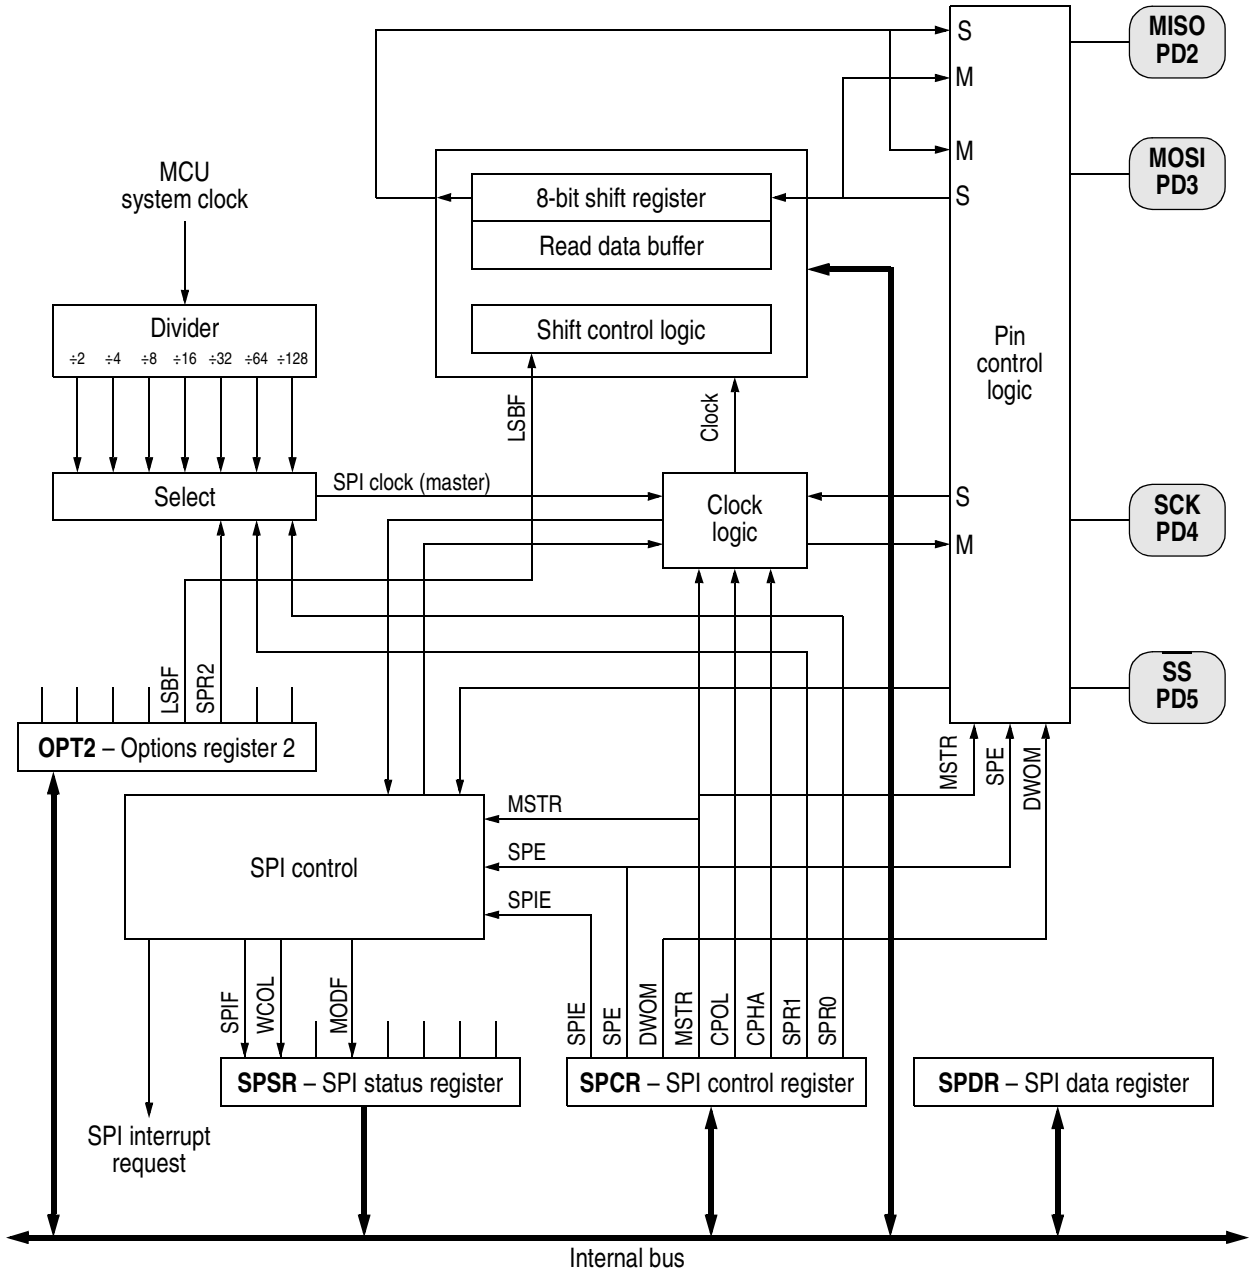 MISO
PD2
S
M
M
S
MOSI
PD3
MCU
system clock
8-bit shift register
Read data buffer
Shift control logic
Divider
÷2 ÷4 ÷8 ÷16 ÷32 ÷64 ÷128
Pin
control
logic
LSBF
Clock
Select
SPI clock (master)
Clock
logic
S
M
SCK
PD4
SS
PD5
LSBF
SPR2
OPT2 – Options register 2
MSTR
SPE
DWOM
SPI control
MSTR
SPE
SPIE
SPIF
WCOL
MODF
SPIE
SPE
DWOM
MSTR
CPOL
CPHA
SPR1
SPR0
SPSR – SPI status register
SPCR – SPI control register
SPDR – SPI data register
SPI interrupt
request
Internal bus